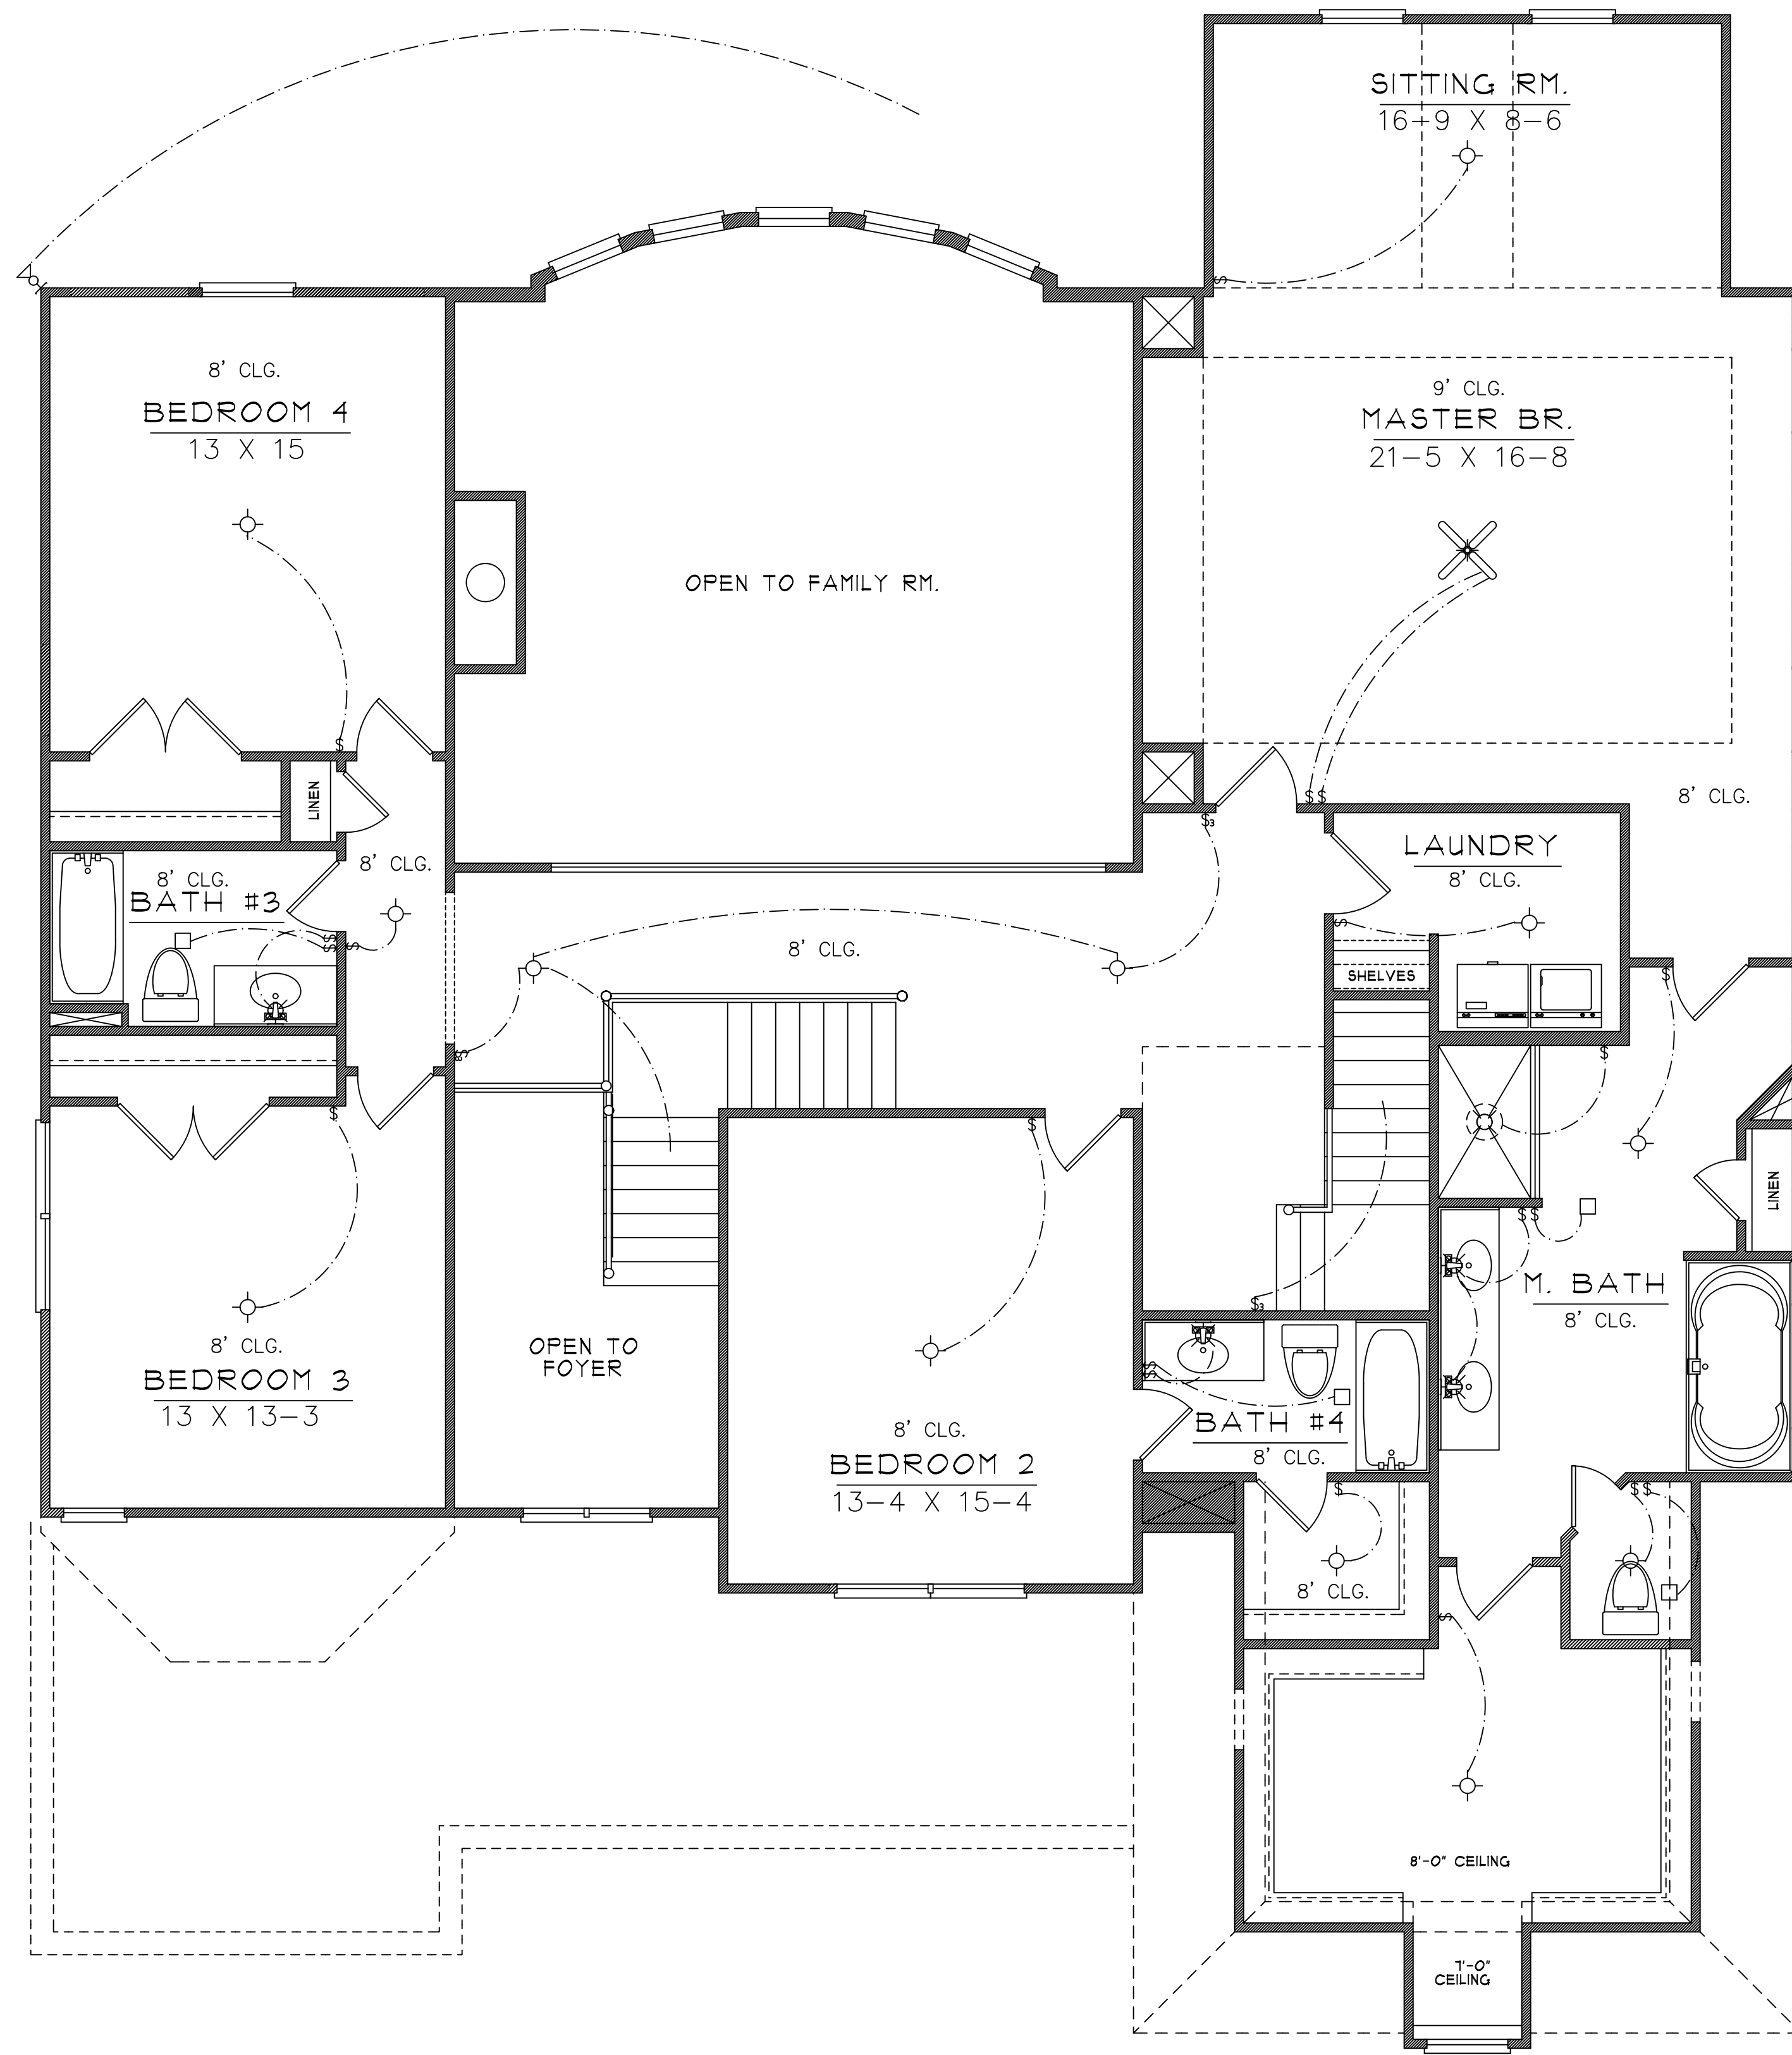 SITTING RM.
16-9 X 8-6
8' CLG.
BEDROOM 4
13 X 15
9' CLG.
MASTER BR.
21-5 X 16-8
OPEN TO FAMILY RM.
$
$$
8' CLG.
LINEN
$3
LAUNDRY
8' CLG.
8' CLG.
8' CLG.
BATH #3
$
$
$
$
8' CLG.
SHELVES
$
$
$
$
$
LINEN
$$
M. BATH
8' CLG.
$3
OPEN TO
FOYER
8' CLG.
BEDROOM 3
13 X 13-3
$
$
8' CLG.
BEDROOM 2
13-4 X 15-4
BATH #4
8' CLG.
$
$$
8' CLG.
$
8'-0" CEILING
7'-0"
CEILING